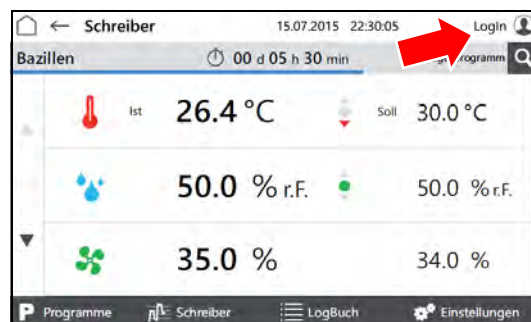 ← Schreiber 15.07.2015 22:30:05 Login
Bazillen 00 d 05 h 30 min
Ist 26.4 °C Soll 30.0 °C
50.0 % r.F. 50.0 % r.F.
35.0 % 34.0 %
P Programme Schreiber LogBuch Einstellungen